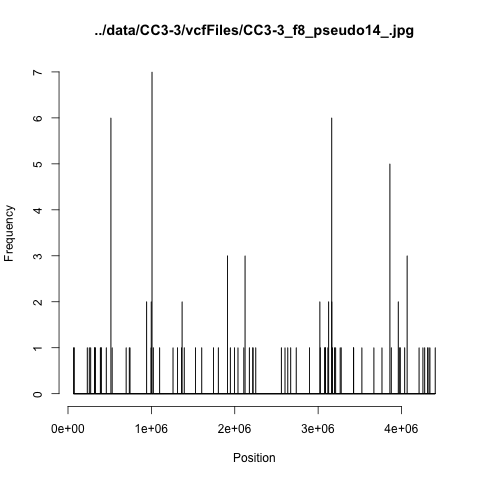 ../data/CC3-3/vcfFiles/CC3-3_f8_pseudo14_.jpg
7
6
5
4
3
2
1
0
Frequency
0e+00 1e+06 2e+06 3e+06 4e+06
Position